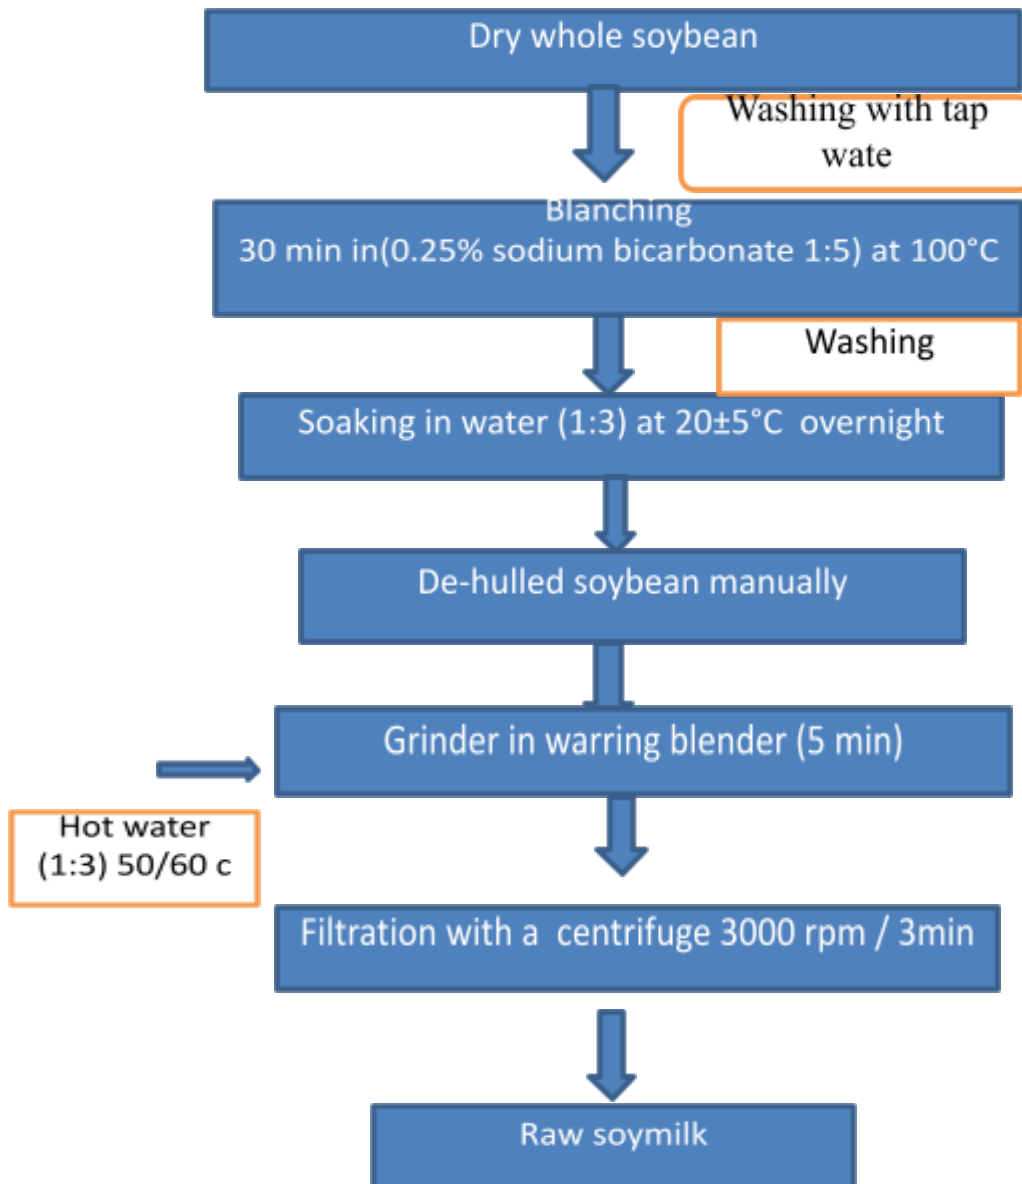 Dry whole soybean
Washing with tap
wate
Blanching
30 min in(0.25% sodium bicarbonate 1:5) at 100°C
Washing
Soaking in water (1:3) at 20±5°C overnight
De-hulled soybean manually
Grinder in warring blender (5 min)
Hot water
(1:3) 50/60 c
Filtration with a centrifuge 3000 rpm / 3min
Raw soymilk